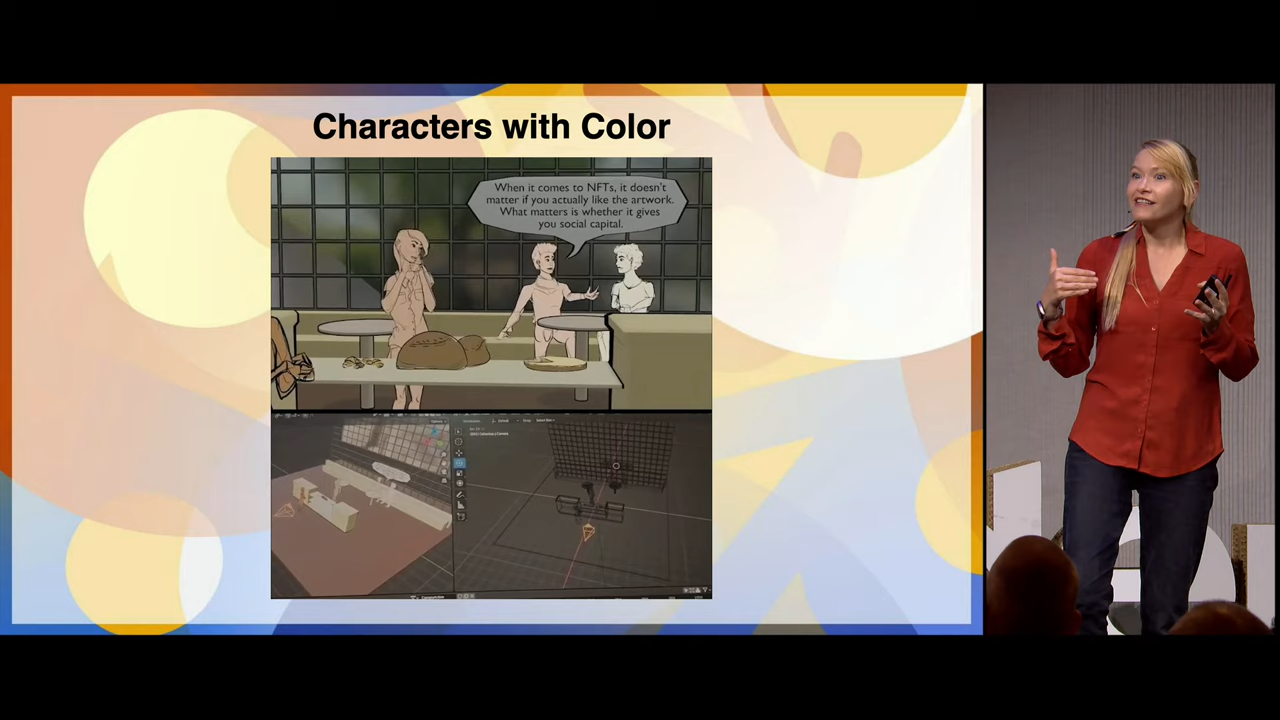 Characters with Color
When it comes to NFTs, it doesn't
matter if you actually like the artwork.
What matters is whether it gives
you social capital.